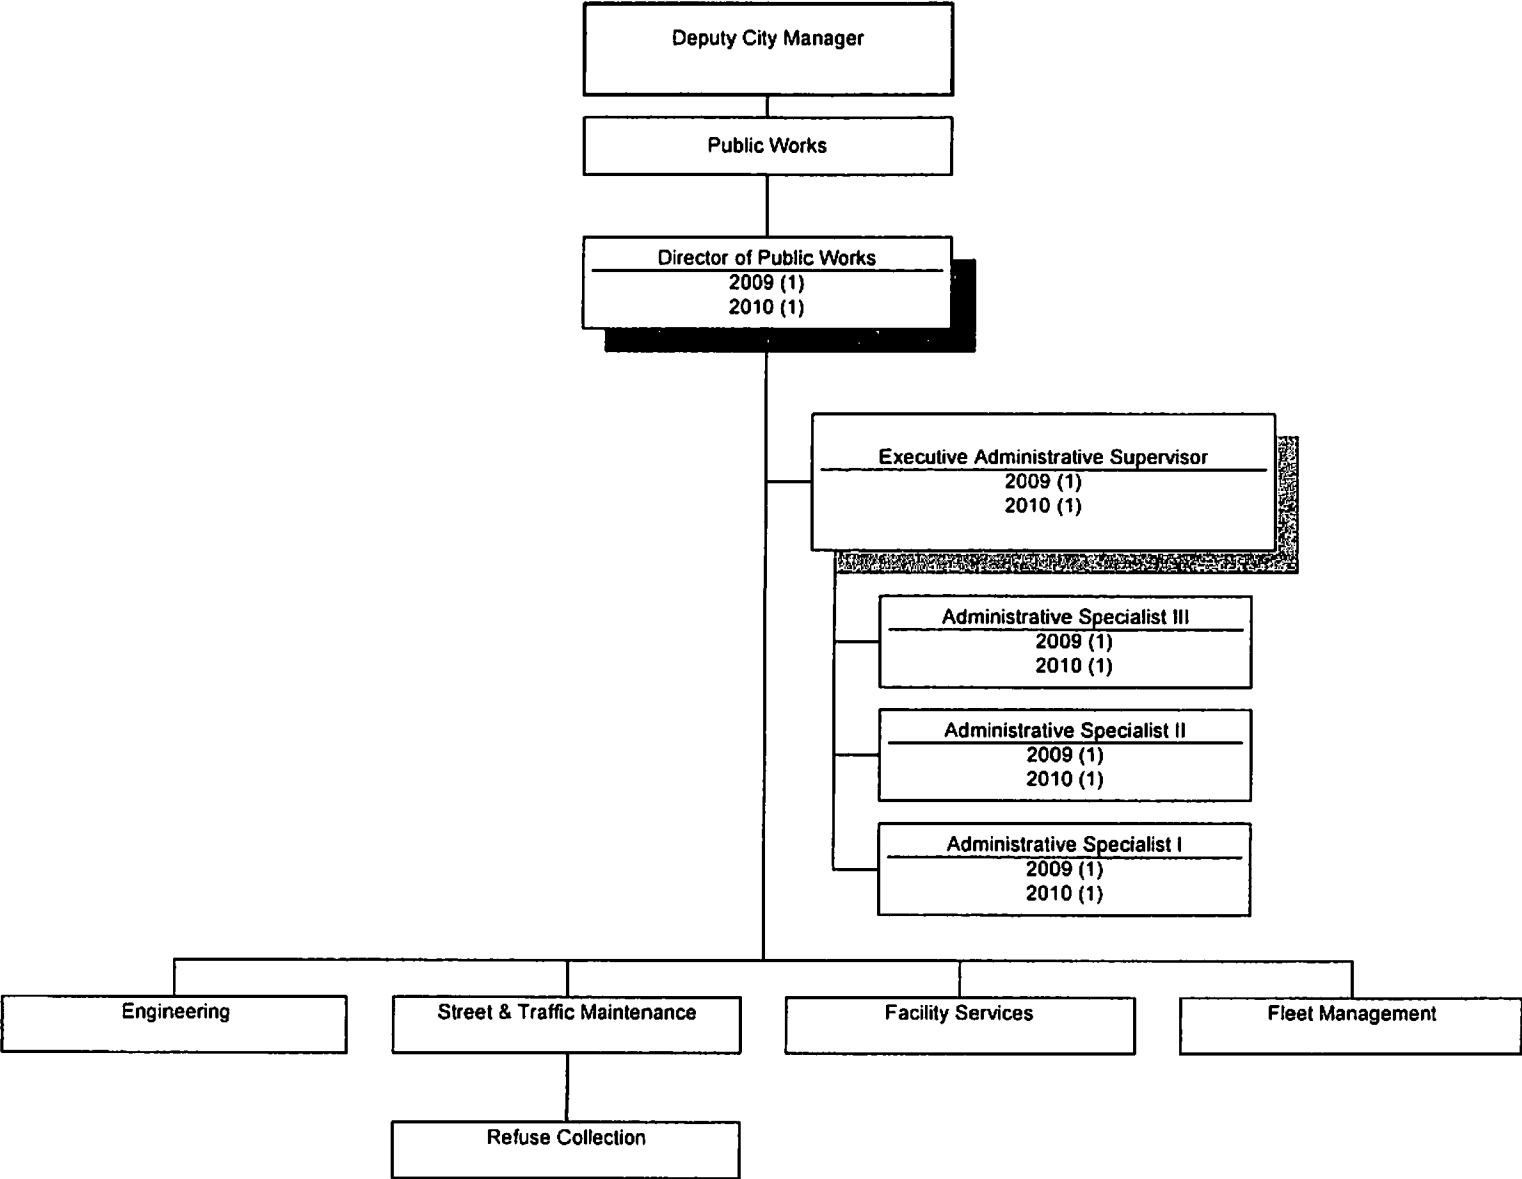 Deputy City Manager
Public Works
Director of Public Works
2009 (1)
2010 (1)
Executive Administrative Supervisor
2009 (1)
2010 (1)
Administrative Specialist III
2009 (1)
2010 (1)
Administrative Specialist II
2009 (1)
2010 (1)
Administrative Specialist I
2009 (1)
2010 (1)
Engineering
Street & Traffic Maintenance
Facility Services
Fleet Management
Refuse Collection